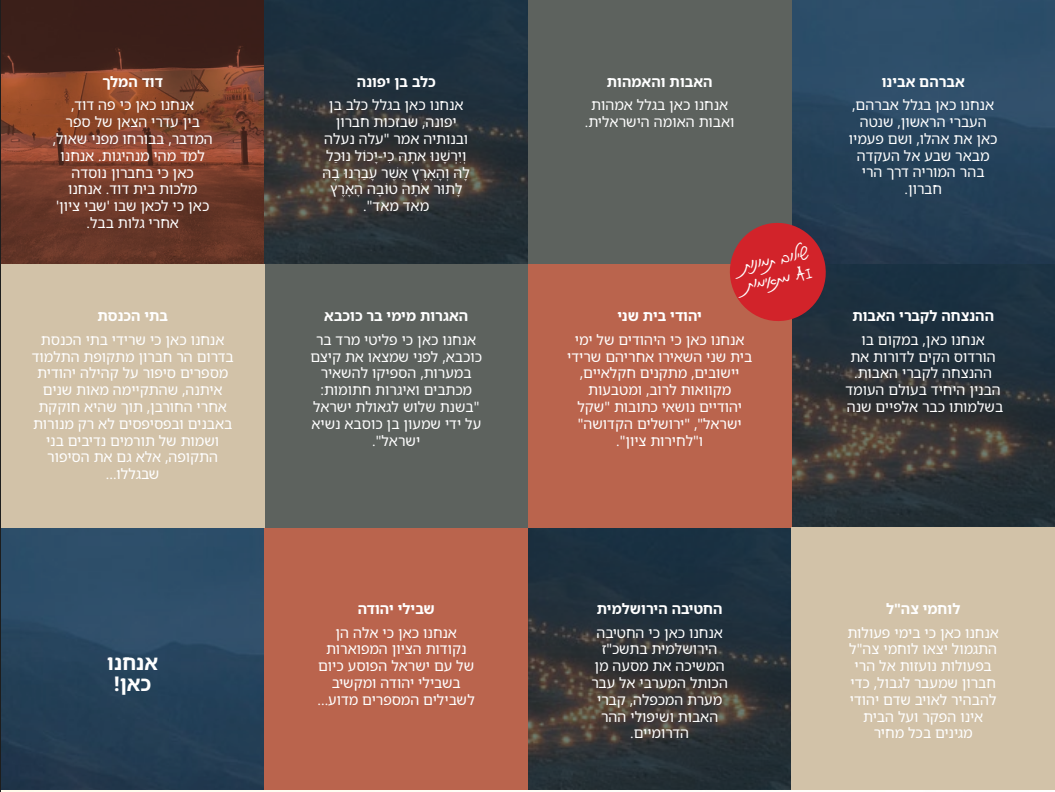 אברהם אבינו
אנחנו כאן בגלל אברהם,
העברי הראשון, שנטה
כאן את אהלו, ושם פעמיו
מבאר שבע אל העקדה
בהר המוריה דרך הרי
חברון.
האבות והאמהות
אנחנו כאן בגלל אמהות
ואבות האומה הישראלית.
כלב בן יפונה
אנחנו כאן בגלל כלב בן
יפונה, שבזכות חברון
ובנותיה אמר "עלה נעלה
וְיָרַשְׁנוּ אֹתָהּ כִּי-יָכוֹל נוּכַל
לָהּ וְהָאָרֶץ אֲשֶׁר עָבַרְנוּ בָהּ
לָתוּר אֹתָהּ טוֹבָה הָאָרֶץ
מאד מאד".
דוד המלך
אנחנו כאן כי פה דוד,
בין עדרי הצאן של ספר
המדבר, בבורחו מפני שאול,
למד מהי מנהיגות. אנחנו
כאן כי בחברון נוסדה
מלכות בית דוד. אנחנו
כאן כי לכאן שבו 'שבי ציון'
אחרי גלות בבל.
שילוב תמונות
AI מתאימות
ההנצחה לקברי האבות
אנחנו כאן, במקום בו
הורדוס הקים לדורות את
ההנצחה לקברי האבות.
הבנין היחיד בעולם העומד
בשלמותו כבר אלפיים שנה
יהודי בית שני
אנחנו כאן כי היהודים של ימי
בית שני השאירו אחריהם שרידי
יישובים, מתקנים חקלאיים,
מקוואות לרוב, ומטבעות
יהודיים נושאי כתובות "שקל
ישראל", "ירושלים הקדושה"
ו"לחירות ציון".
האגרות מימי בר כוכבא
אנחנו כאן כי פליטי מרד בר
כוכבא, לפני שמצאו את קיצם
במערות, הספיקו להשאיר
מכתבים ואיגרות חתומות:
"בשנת שלוש לגאולת ישראל
על ידי שמעון בן כוסבא נשיא
ישראל".
בתי הכנסת
אנחנו כאן כי שרידי בתי הכנסת
בדרום הר חברון מתקופת התלמוד
מספרים סיפור על קהילה יהודית
איתנה, שהתקיימה מאות שנים
אחרי החורבן, תוך שהיא חוקקת
באבנים ובפסיפסים לא רק מנורות
ושמות של תורמים נדיבים בני
התקופה, אלא גם את הסיפור
שבגללו...
לוחמי צה"ל
אנחנו כאן כי בימי פעולות
התגמול יצאו לוחמי צה"ל
בפעולות נועזות אל הרי
חברון שמעבר לגבול, כדי
להבהיר לאויב שדם יהודי
אינו הפקר ועל הבית
מגינים בכל מחיר
החטיבה הירושלמית
אנחנו כאן כי החטיבה
הירושלמית בתשכ"ז
המשיכה את מסעה מן
הכותל המערבי אל עבר
מערת המכפלה, קברי
האבות ושיפולי ההר
הדרומיים.
שבילי יהודה
אנחנו כאן כי אלה הן
נקודות הציון המפוארות
של עם ישראל הפוסע כיום
בשבילי יהודה ומקשיב
לשבילים המספרים מדוע...
אנחנו
כאן!